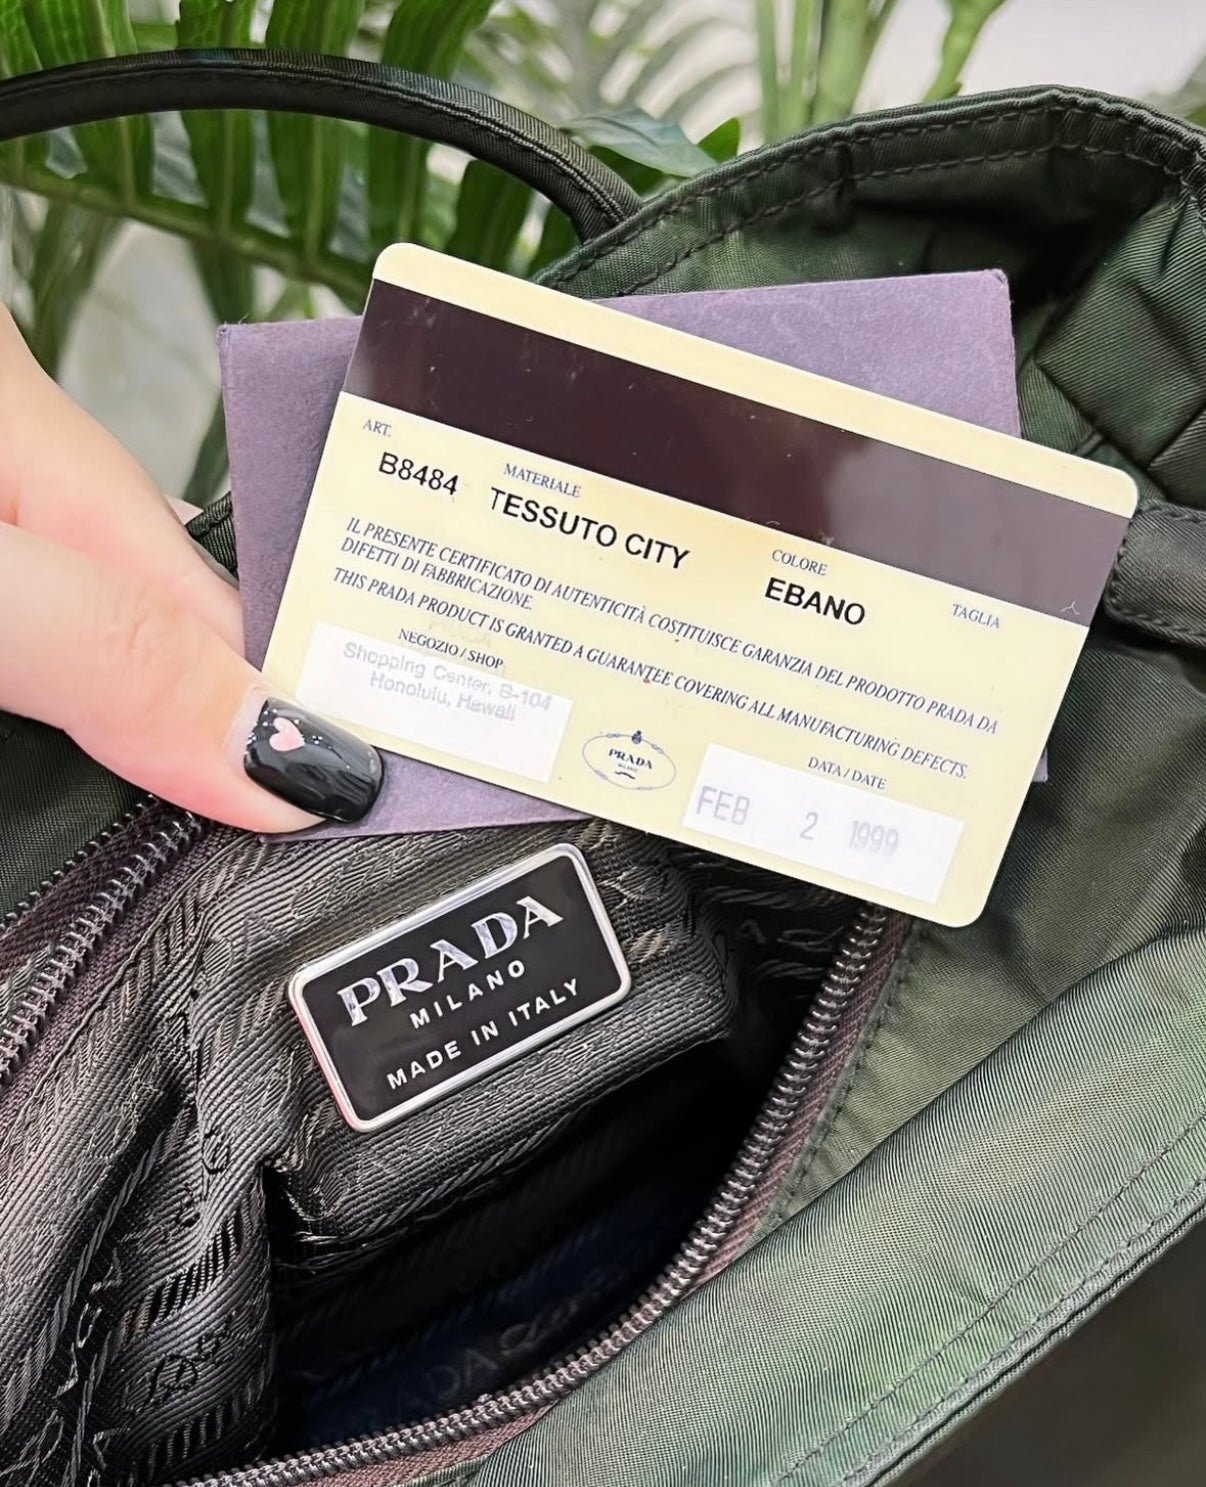 ART.
B8484
MATERIALE
TESSUTO CITY
COLORE
EBANO
TAGLIA
IL PRESENTE CERTIFICATO DI AUTENTICITÀ COSTITUISCE GARANZIA DEL PRODOTTO PRADA DA
DIFETTI DI FABBRICAZIONE.
THIS PRADA PRODUCT IS GRANTED A GUARANTEE COVERING ALL MANUFACTURING DEFECTS.
NEGOZIO / SHOP
Shopping Center, B-104
Honolulu, Hawaii
PRADA
MILANO
DATA / DATE
FEB 2 1999
PRADA
MILANO
MADE IN ITALY